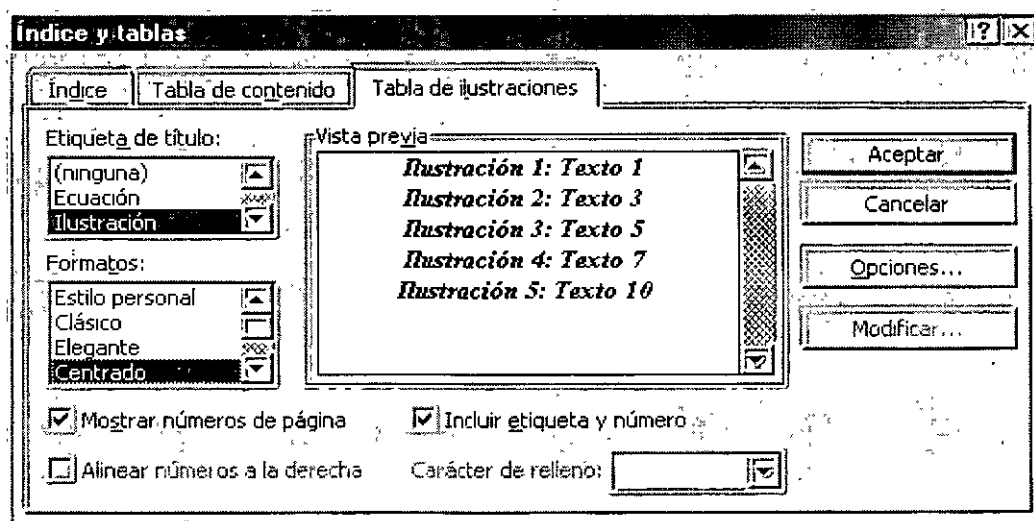 Índice y tablas
Índice Tabla de contenido Tabla de ilustraciones
Etiqueta de título:
(ninguna)
Ecuación
Ilustración
Formatos:
Estilo personal
Clásico
Elegante
Centrado
Vista previa
Ilustración 1: Texto 1
Ilustración 2: Texto 3
Ilustración 3: Texto 5
Ilustración 4: Texto 7
Ilustración 5: Texto 10
Aceptar
Cancelar
Opciones...
Modificar...
Mostrar números de página
Incluir etiqueta y número
Alinear números a la derecha
Carácter de relleno: